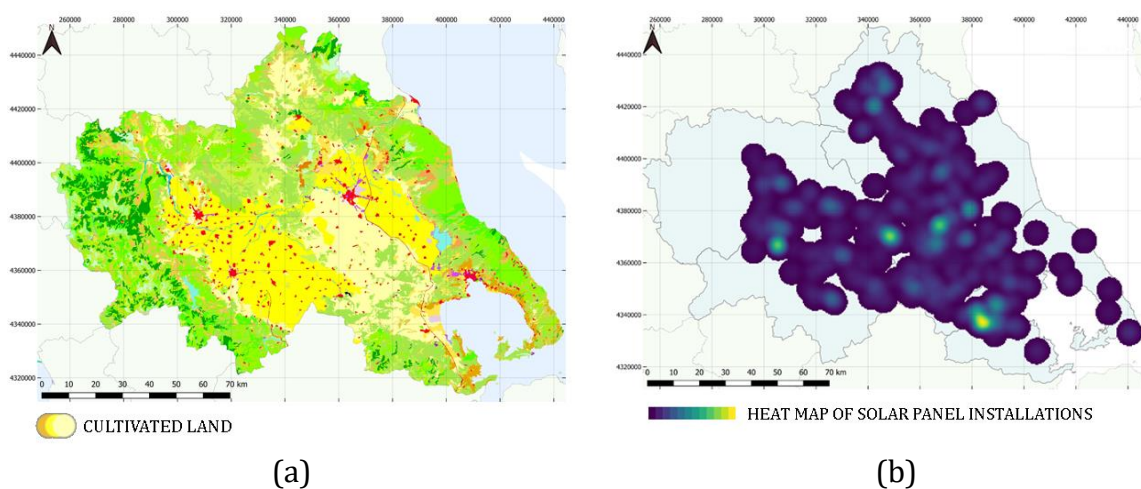 260000 280000 300000 320000 340000 360000 380000 400000 420000 440000
4440000
4420000
4400000
4380000
4360000
4340000
4320000
0 10 20 30 40 50 60 70 km
CULTIVATED LAND
(a)
260000 280000 300000 320000 340000 360000 380000 400000 420000 440000
4440000
4420000
4400000
4380000
4360000
4340000
4320000
0 10 20 30 40 50 60 70 km
HEAT MAP OF SOLAR PANEL INSTALLATIONS
(b)